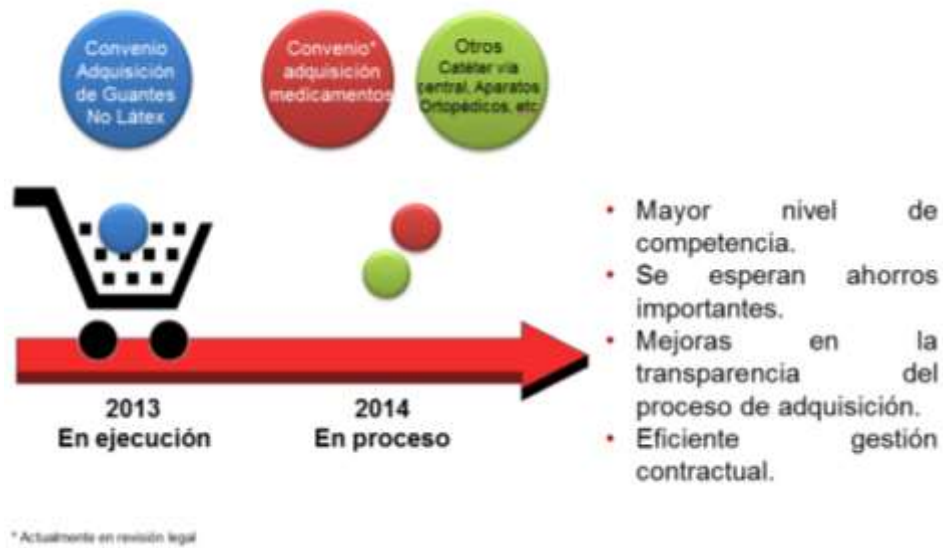 Convenio
Adquisición
de Guantes
No Látex
Convenio*
adquisición
medicamentos
Otros
Catéter vía
central, Aparatos
Ortopédicos, etc
• Mayor nivel de
competencia.
• Se esperan ahorros
importantes.
• Mejoras en la
transparencia del
proceso de adquisición.
• Eficiente gestión
contractual.
2013
En ejecución
2014
En proceso
* Actualmente en revisión legal